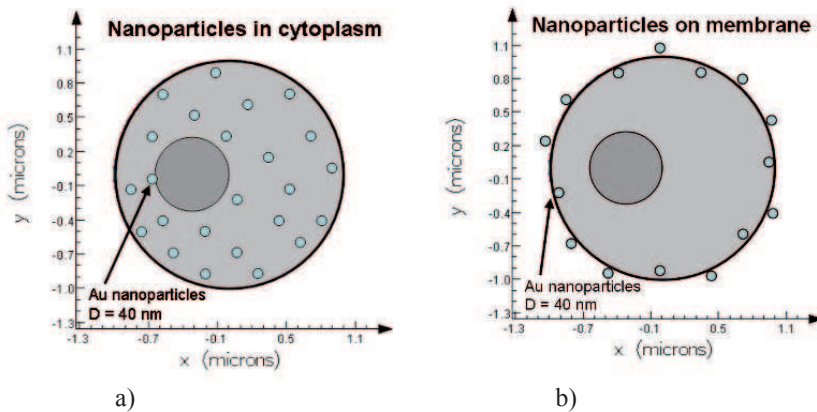 Nanoparticles in cytoplasm
1.1
0.8
0.5
0.2
-0.1
-0.4
-0.7
-1.0
-1.3
y (microns)
Au nanoparticles
D = 40 nm
-1.3 -0.7 -0.1 0.5 1.1
x (microns)
a)
Nanoparticles on membrane
1.1
0.8
0.5
0.2
-0.1
-0.4
-0.7
-1.0
-1.3
y (microns)
Au nanoparticles
D = 40 nm
-1.3 -0.7 -0.1 0.5 1.1
x (microns)
b)